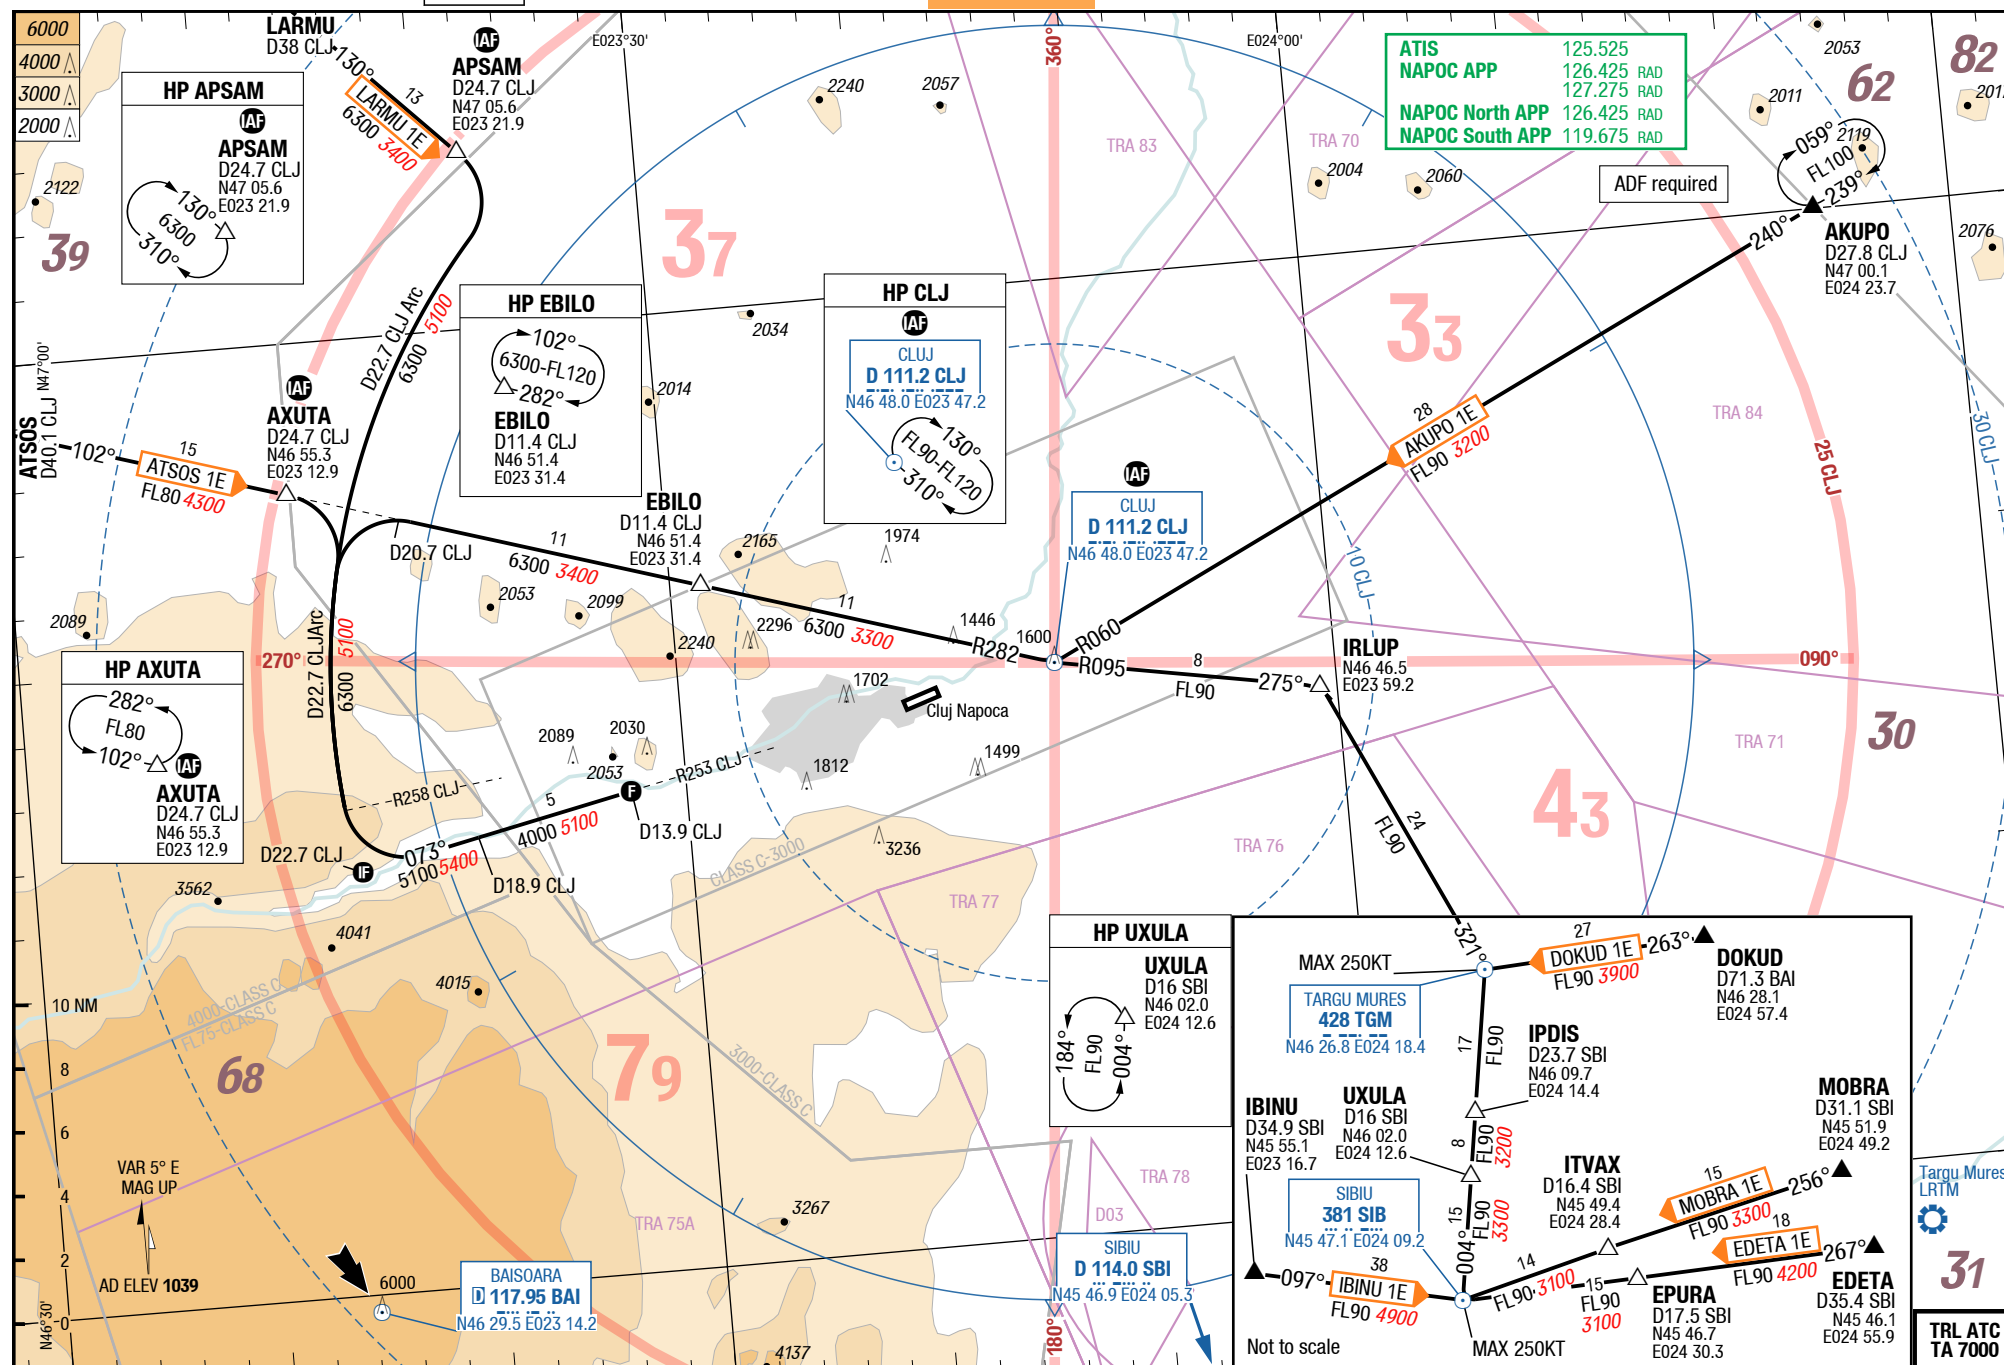 6000
4000
3000
2000
LARMU
D38 CLJ
130°
13
LARMU 1E
6300 3400
IAF
APSAM
D24.7 CLJ
N47 05.6
E023 21.9
HP APSAM
IAF
APSAM
D24.7 CLJ
N47 05.6
E023 21.9
130°
6300
310°
2122
39
E023°30'
2240
2057
360°
E024°00'
TRA 83
TRA 70
ATIS 125.525
NAPOC APP 126.425 RAD
127.275 RAD
NAPOC North APP 126.425 RAD
NAPOC South APP 119.675 RAD
2053
62
82
2011
2119
059°
FL100
239°
ADF required
2004
2060
240°
AKUPO
D27.8 CLJ
N47 00.1
E024 23.7
2076
37
33
D22.7 CLJ Arc
6300 5100
HP EBILO
102°
6300-FL120
282°
EBILO
D11.4 CLJ
N46 51.4
E023 31.4
2034
2014
HP CLJ
IAF
CLUJ
D 111.2 CLJ
N46 48.0 E023 47.2
130°
FL90-FL120
310°
N47°00'
ATSOS
D40.1 CLJ
102°
15
ATSOS 1E
FL80 4300
IAF
AXUTA
D24.7 CLJ
N46 55.3
E023 12.9
28
AKUPO 1E
FL90 3200
TRA 84
25 CLJ
30 CLJ
10 CLJ
EBILO
D11.4 CLJ
N46 51.4
E023 31.4
D20.7 CLJ
11
6300 3400
2165
1974
IAF
CLUJ
D 111.2 CLJ
N46 48.0 E023 47.2
2053
2099
2240
2296
11
6300 3300
1446
R282
1600
R060
R095
8
FL90
275°
IRLUP
N46 46.5
E023 59.2
090°
270°
2089
D22.7 CLJArc
6300
5100
HP AXUTA
282°
FL80
102°
IAF
AXUTA
D24.7 CLJ
N46 55.3
E023 12.9
1702
Cluj Napoca
2089
2030
2053
R253 CLJ
1812
1499
R258 CLJ
F
D13.9 CLJ
5
4000 5100
30
TRA 71
43
24
FL90
TRA 76
3236
CLASS C-3000
D22.7 CLJ
IF
073°
5100 5400
D18.9 CLJ
3562
4041
4015
TRA 77
4000-CLASS C
FL75-CLASS C
3000-CLASS C
68
79
10 NM
8
6
4
2
0
HP UXULA
UXULA
D16 SBI
N46 02.0
E024 12.6
184°
FL90
004°
321°
MAX 250KT
27
DOKUD 1E
263°
FL90 3900
DOKUD
D71.3 BAI
N46 28.1
E024 57.4
TARGU MURES
428 TGM
N46 26.8 E024 18.4
17
FL90
IPDIS
D23.7 SBI
N46 09.7
E024 14.4
IBINU
D34.9 SBI
N45 55.1
E023 16.7
UXULA
D16 SBI
N46 02.0
E024 12.6
8
FL90
3200
ITVAX
D16.4 SBI
N45 49.4
E024 28.4
MOBRA
D31.1 SBI
N45 51.9
E024 49.2
15
MOBRA 1E
256°
FL90 3300
SIBIU
381 SIB
N45 47.1 E024 09.2
15
FL90
3300
004°
18
EDETA 1E
267°
FL90 4200
14
FL90 3100
15
FL90
3100
097°
38
IBINU 1E
FL90 4900
EPURA
D17.5 SBI
N45 46.7
E024 30.3
EDETA
D35.4 SBI
N45 46.1
E024 55.9
Not to scale
MAX 250KT
Targu Mures
LRTM
31
TRL ATC
TA 7000
VAR 5° E
MAG UP
AD ELEV 1039
N46°30'
6000
BAISOARA
D 117.95 BAI
N46 29.5 E023 14.2
TRA 75A
3267
4137
TRA 78
D03
SIBIU
D 114.0 SBI
N45 46.9 E024 05.3
180°